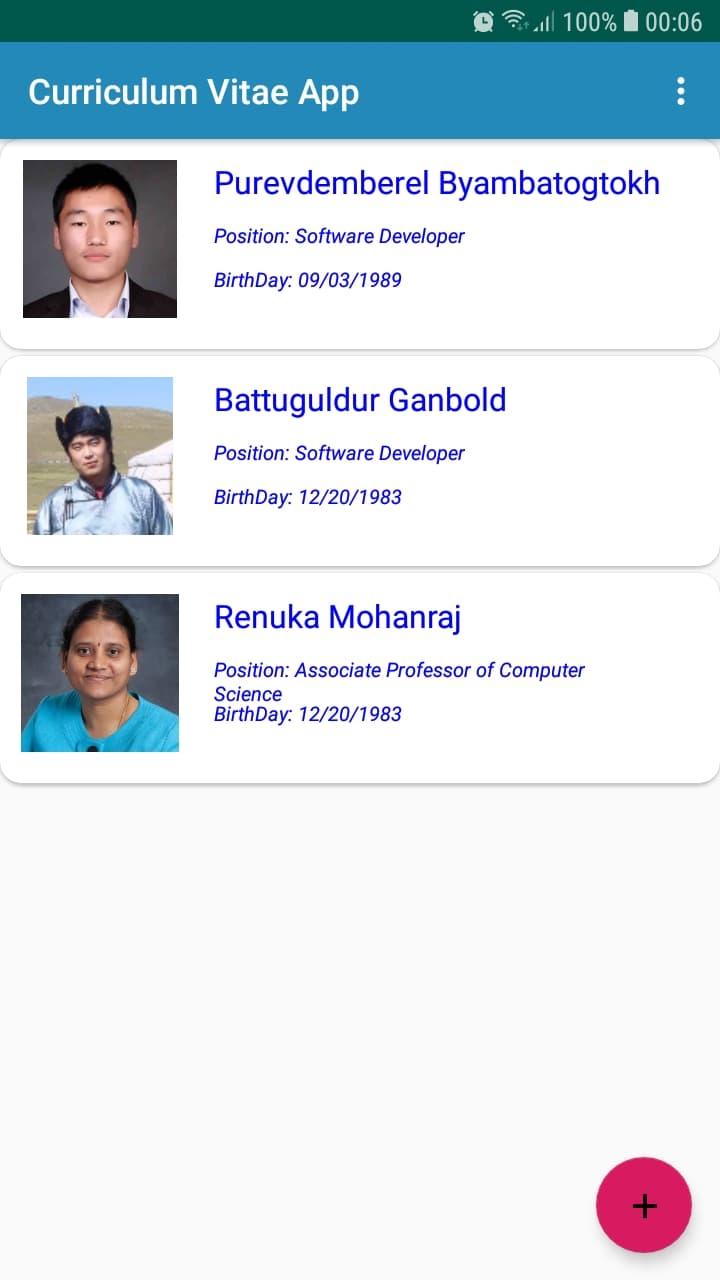 100% 00:06
Curriculum Vitae App
Purevdemberel Byambatogtokh
Position: Software Developer
BirthDay: 09/03/1989
Battuguldur Ganbold
Position: Software Developer
BirthDay: 12/20/1983
Renuka Mohanraj
Position: Associate Professor of Computer
Science
BirthDay: 12/20/1983
+